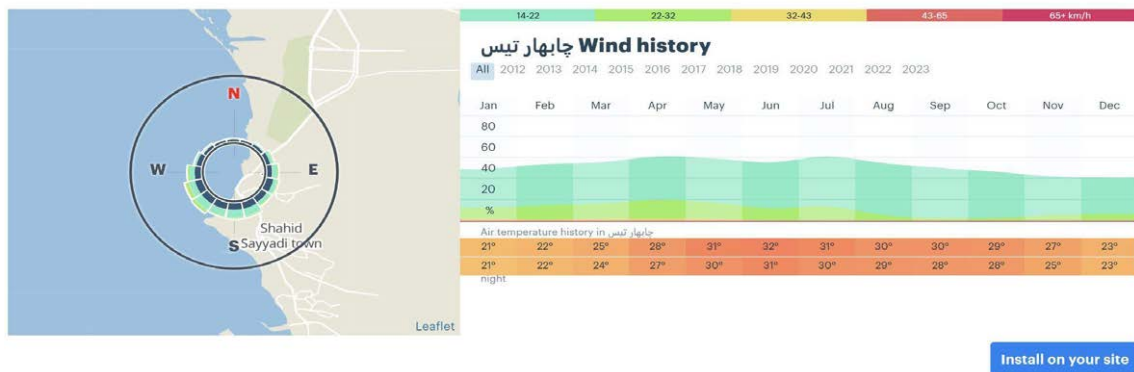 14-22 22-32 32-43 43-65 65+ km/h
چابهار تیس Wind history
All 2012 2013 2014 2015 2016 2017 2018 2019 2020 2021 2022 2023
Jan Feb Mar Apr May Jun Jul Aug Sep Oct Nov Dec
80
60
40
20
%
Air temperature history in چابهار تیس
21° 22° 25° 28° 31° 32° 31° 30° 30° 29° 27° 23°
21° 22° 24° 27° 30° 31° 30° 29° 28° 28° 25° 23°
night
N
W E
S
Shahid
Sayyadi town
Leaflet
Install on your site